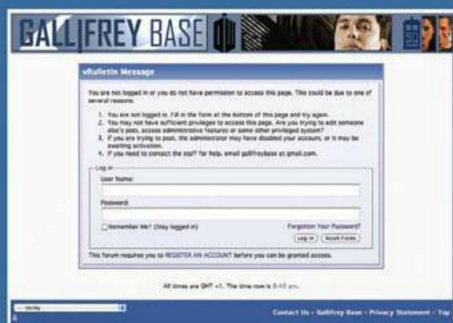 GALLIFREY BASE
vBulletin Message
You are not logged in or you do not have permission to access this page. This could be due to one of
several reasons:
1. You are not logged in. Fill in the form at the bottom of this page and try again.
2. You may not have sufficient privileges to access this page. Are you trying to edit someone
else's post, access administrative features or some other privileged system?
3. If you are trying to post, the administrator may have disabled your account, or it may be
awaiting activation.
4. If you need to contact the staff for help, email gallifreybase at gmail.com.
Log in
User Name:
Password:
Remember Me? (Stay logged in)
Forgotten Your Password?
Log in
Reset Fields
This forum requires you to REGISTER AN ACCOUNT before you can be granted access.
All times are GMT +1. The time now is 9:43 am.
-- Verity
Contact Us - Gallifrey Base - Privacy Statement - Top